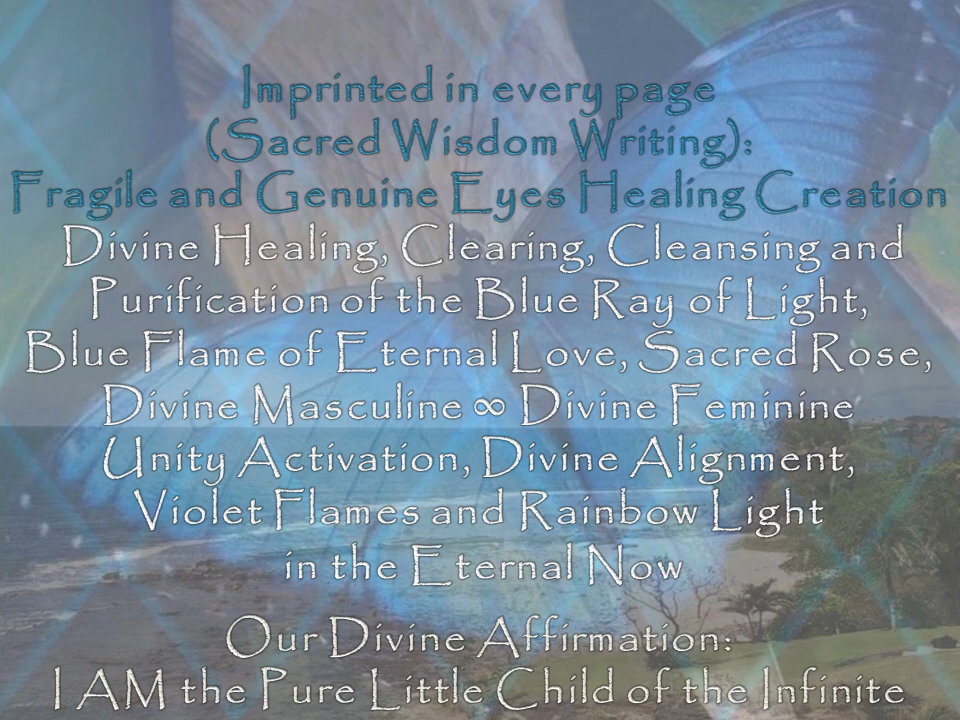 Imprinted in every page
(Sacred Wisdom Writing):
Fragile and Genuine Eyes Healing Creation
Divine Healing, Clearing, Cleansing and
Purification of the Blue Ray of Light,
Blue Flame of Eternal Love, Sacred Rose,
Divine Masculine ∞ Divine Feminine
Unity Activation, Divine Alignment,
Violet Flames and Rainbow Light
in the Eternal Now
Our Divine Affirmation:
I AM the Pure Little Child of the Infinite